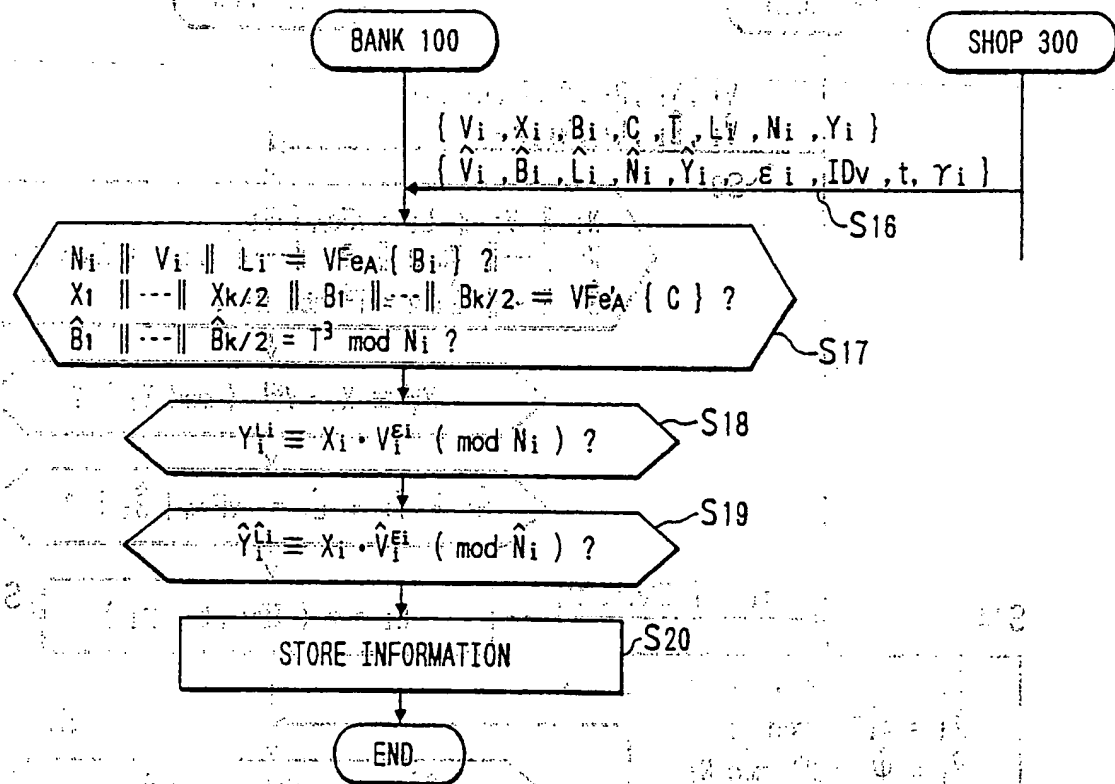 BANK 100
SHOP 300
{ Vi , Xi , Bi , C , T , Li , Ni , Yi }
{ V̂i , B̂i , L̂i , N̂i , Ŷi , εi , IDv , t, γi }
S16
Ni ‖ Vi ‖ Li = VFeA { Bi } ?
X1 ‖ --- ‖ Xk/2 ‖ B1 ‖ --- ‖ Bk/2 = VFe'A { C } ?
B̂1 ‖ --- ‖ B̂k/2 = T³ mod Ni ?
S17
Yi^Li ≡ Xi · Vi^εi ( mod Ni ) ?
S18
Ŷi^L̂i ≡ Xi · V̂i^εi ( mod N̂i ) ?
S19
STORE INFORMATION
S20
END